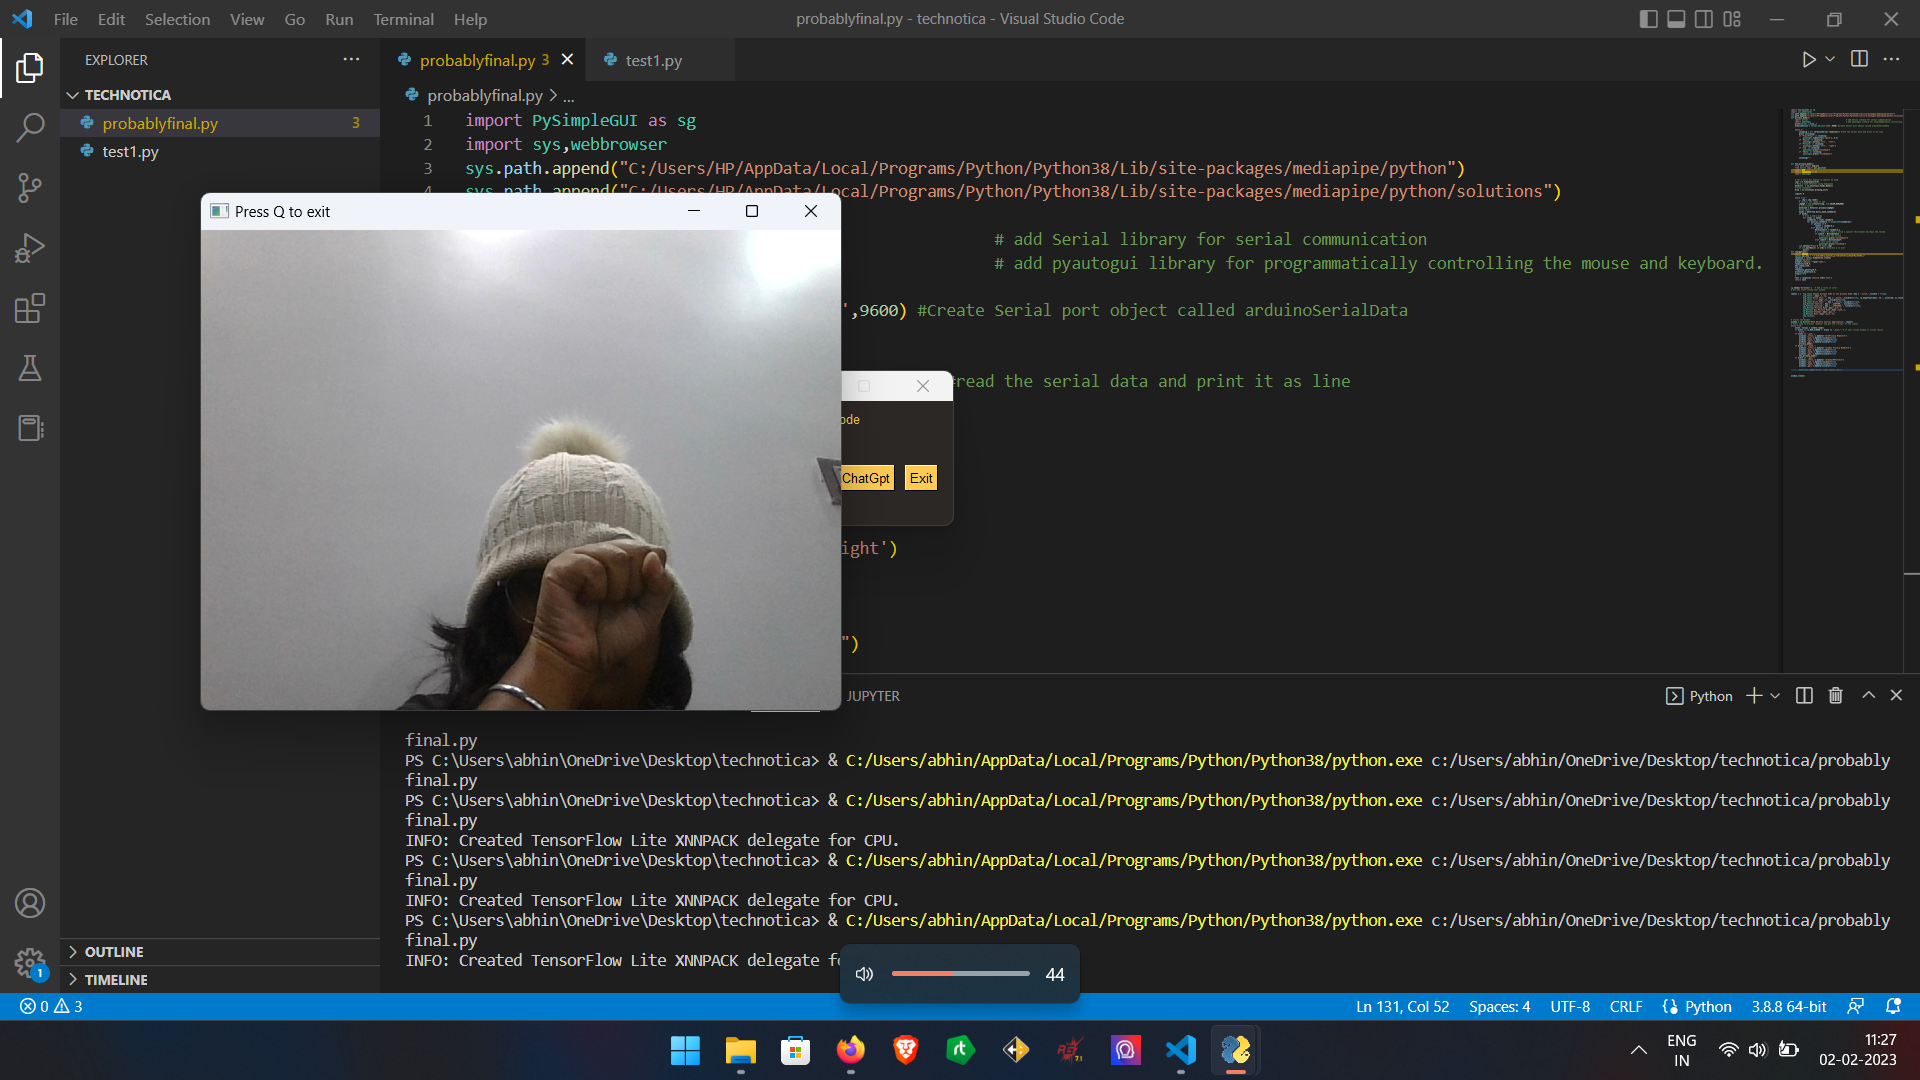 File Edit Selection View Go Run Terminal Help
probablyfinal.py - technotica - Visual Studio Code
EXPLORER
TECHNOTICA
probablyfinal.py 3
test1.py
OUTLINE
TIMELINE
probablyfinal.py 3
test1.py
probablyfinal.py > ...
1 import PySimpleGUI as sg
2 import sys,webbrowser
3 sys.path.append("C:/Users/HP/AppData/Local/Programs/Python/Python38/Lib/site-packages/mediapipe/python")
4 sys.path.append("C:/Users/HP/AppData/Local/Programs/Python/Python38/Lib/site-packages/mediapipe/python/solutions")
# add Serial library for serial communication
# add pyautogui library for programmatically controlling the mouse and keyboard.
',9600) #Create Serial port object called arduinoSerialData
#read the serial data and print it as line
ight')
")
Press Q to exit
ode
ChatGpt Exit
JUPYTER
Python
final.py
PS C:\Users\abhin\OneDrive\Desktop\technotica> & C:/Users/abhin/AppData/Local/Programs/Python/Python38/python.exe c:/Users/abhin/OneDrive/Desktop/technotica/probably
final.py
PS C:\Users\abhin\OneDrive\Desktop\technotica> & C:/Users/abhin/AppData/Local/Programs/Python/Python38/python.exe c:/Users/abhin/OneDrive/Desktop/technotica/probably
final.py
INFO: Created TensorFlow Lite XNNPACK delegate for CPU.
PS C:\Users\abhin\OneDrive\Desktop\technotica> & C:/Users/abhin/AppData/Local/Programs/Python/Python38/python.exe c:/Users/abhin/OneDrive/Desktop/technotica/probably
final.py
INFO: Created TensorFlow Lite XNNPACK delegate for CPU.
PS C:\Users\abhin\OneDrive\Desktop\technotica> & C:/Users/abhin/AppData/Local/Programs/Python/Python38/python.exe c:/Users/abhin/OneDrive/Desktop/technotica/probably
final.py
INFO: Created TensorFlow Lite XNNPACK delegate f
44
1
0 3
Ln 131, Col 52 Spaces: 4 UTF-8 CRLF Python 3.8.8 64-bit
rt
ENG
IN
11:27
02-02-2023